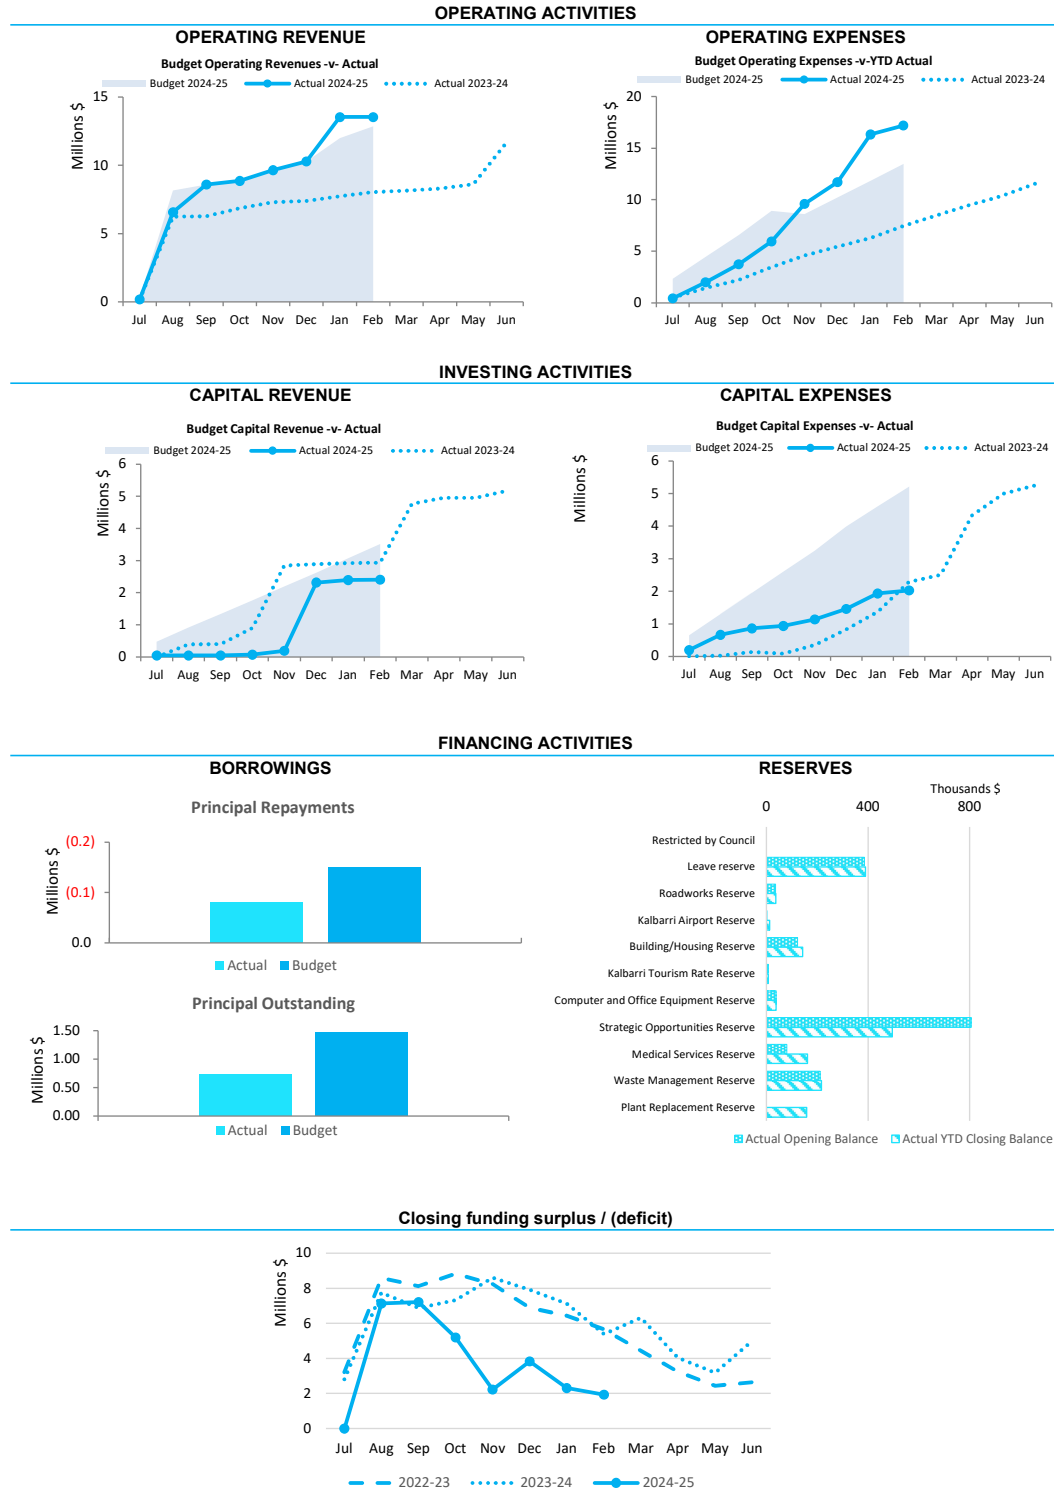 OPERATING ACTIVITIES
OPERATING REVENUE
Budget Operating Revenues -v- Actual
Budget 2024-25 Actual 2024-25 Actual 2023-24
Millions $
15
10
5
0
Jul Aug Sep Oct Nov Dec Jan Feb Mar Apr May Jun
OPERATING EXPENSES
Budget Operating Expenses -v-YTD Actual
Budget 2024-25 Actual 2024-25 Actual 2023-24
Millions $
20
15
10
5
0
Jul Aug Sep Oct Nov Dec Jan Feb Mar Apr May Jun
INVESTING ACTIVITIES
CAPITAL REVENUE
Budget Capital Revenue -v- Actual
Budget 2024-25 Actual 2024-25 Actual 2023-24
Millions $
6
5
4
3
2
1
0
Jul Aug Sep Oct Nov Dec Jan Feb Mar Apr May Jun
CAPITAL EXPENSES
Budget Capital Expenses -v- Actual
Budget 2024-25 Actual 2024-25 Actual 2023-24
Millions $
6
5
4
3
2
1
0
Jul Aug Sep Oct Nov Dec Jan Feb Mar Apr May Jun
FINANCING ACTIVITIES
BORROWINGS
Principal Repayments
Millions $
(0.2)
(0.1)
0.0
Actual Budget
Principal Outstanding
Millions $
1.50
1.00
0.50
0.00
Actual Budget
RESERVES
Thousands $
0 400 800
Restricted by Council
Leave reserve
Roadworks Reserve
Kalbarri Airport Reserve
Building/Housing Reserve
Kalbarri Tourism Rate Reserve
Computer and Office Equipment Reserve
Strategic Opportunities Reserve
Medical Services Reserve
Waste Management Reserve
Plant Replacement Reserve
Actual Opening Balance Actual YTD Closing Balance
Closing funding surplus / (deficit)
Millions $
10
8
6
4
2
0
Jul Aug Sep Oct Nov Dec Jan Feb Mar Apr May Jun
2022-23 2023-24 2024-25